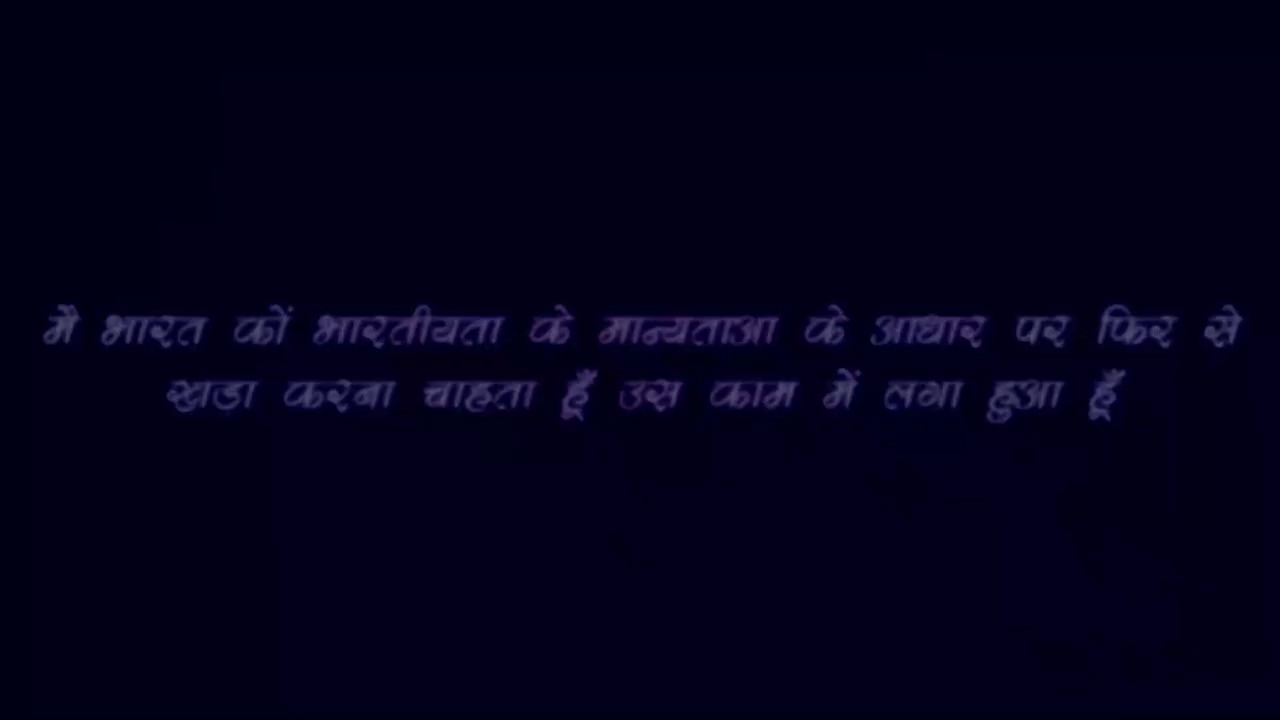 मै भारत कों भारतीयता के मान्यताआ के आधार पर फिर से
खडा करना चाहता हूँ उस काम में लगा हुआ हूँ